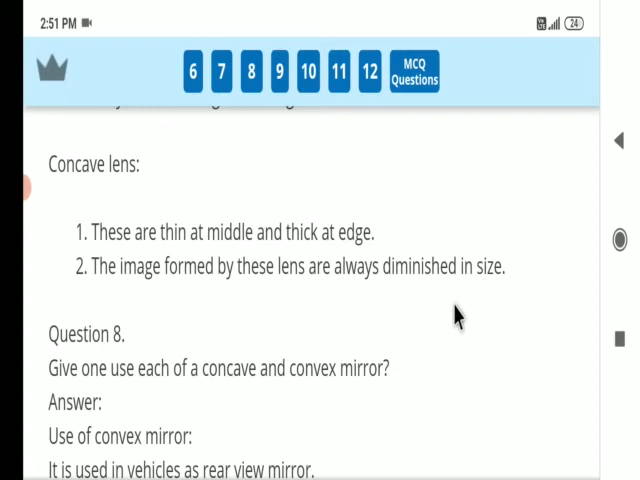 2:51 PM
24
6 7 8 9 10 11 12 MCQ Questions
Concave lens:
1. These are thin at middle and thick at edge.
2. The image formed by these lens are always diminished in size.
Question 8.
Give one use each of a concave and convex mirror?
Answer:
Use of convex mirror:
It is used in vehicles as rear view mirror.